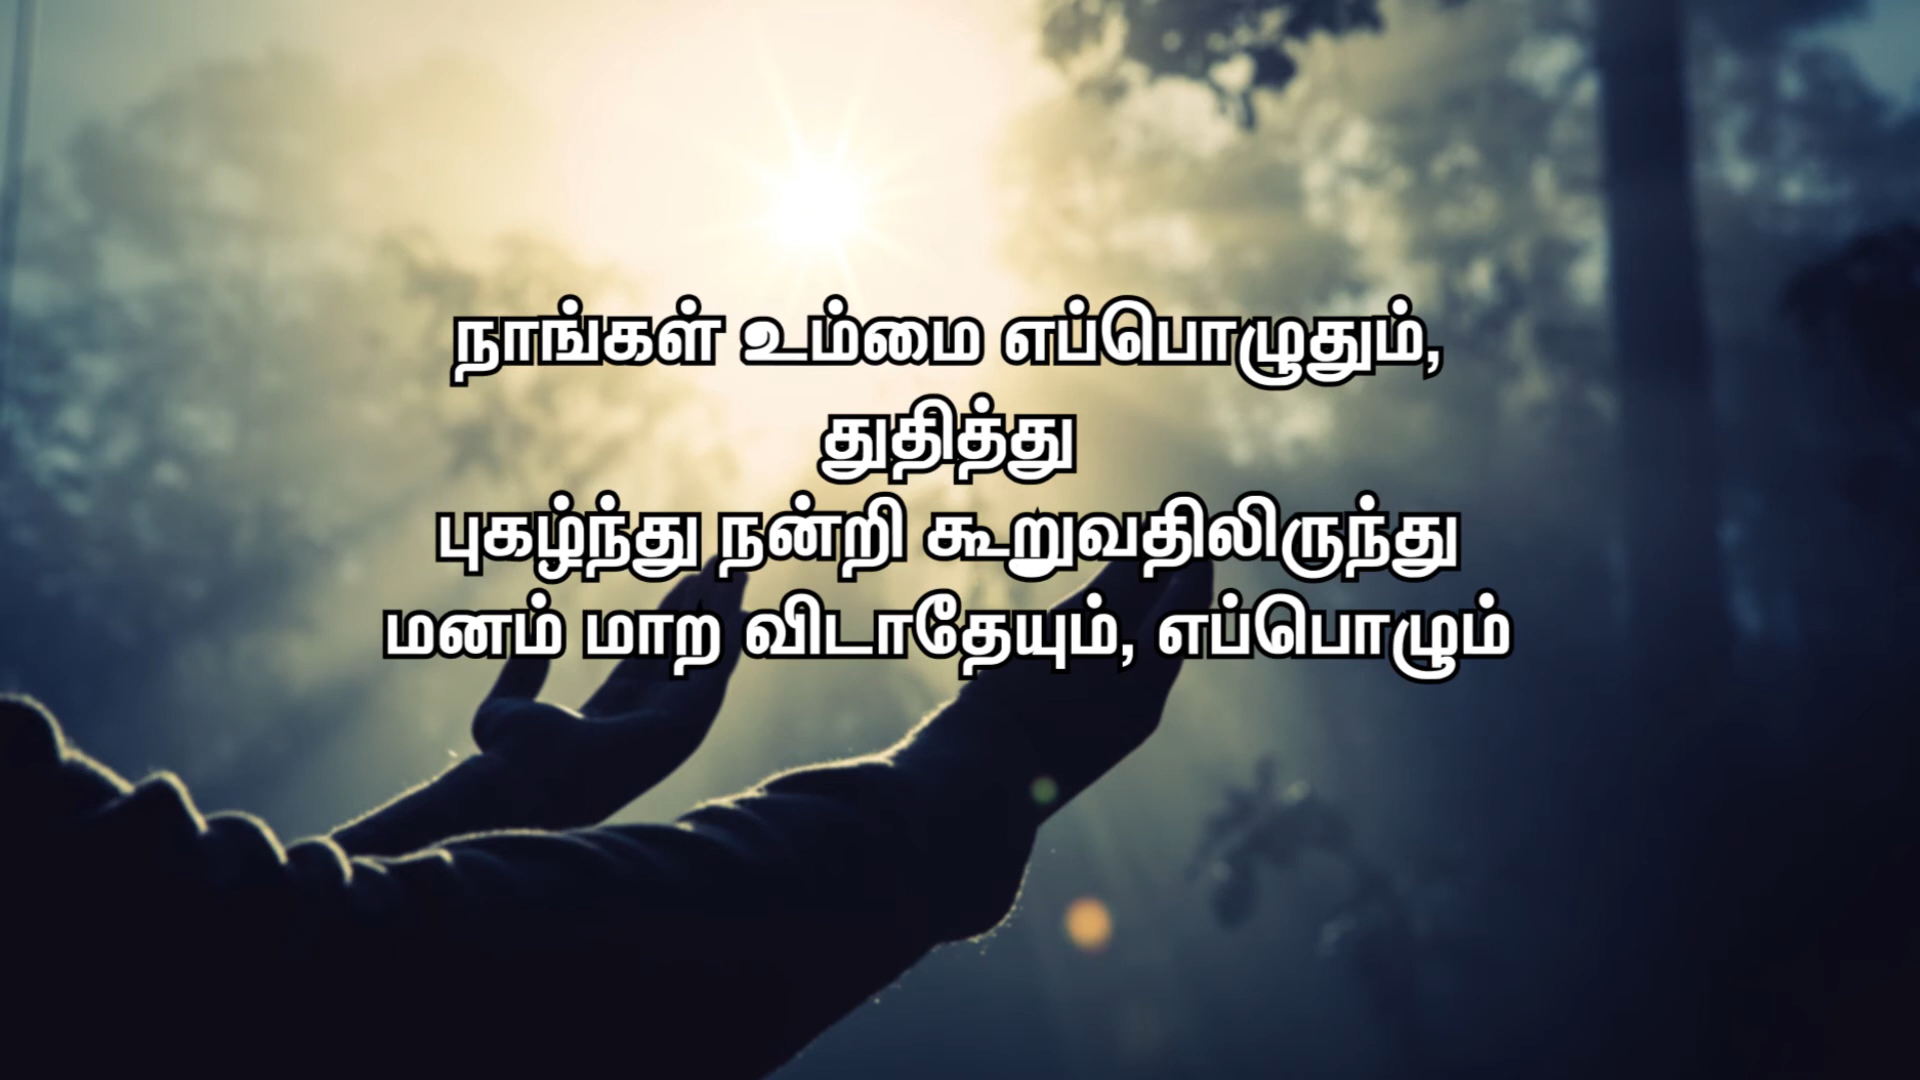 நாங்கள் உம்மை எப்பொழுதும்,
துதித்து
புகழ்ந்து நன்றி கூறுவதிலிருந்து
மனம் மாற விடாதேயும், எப்பொழும்